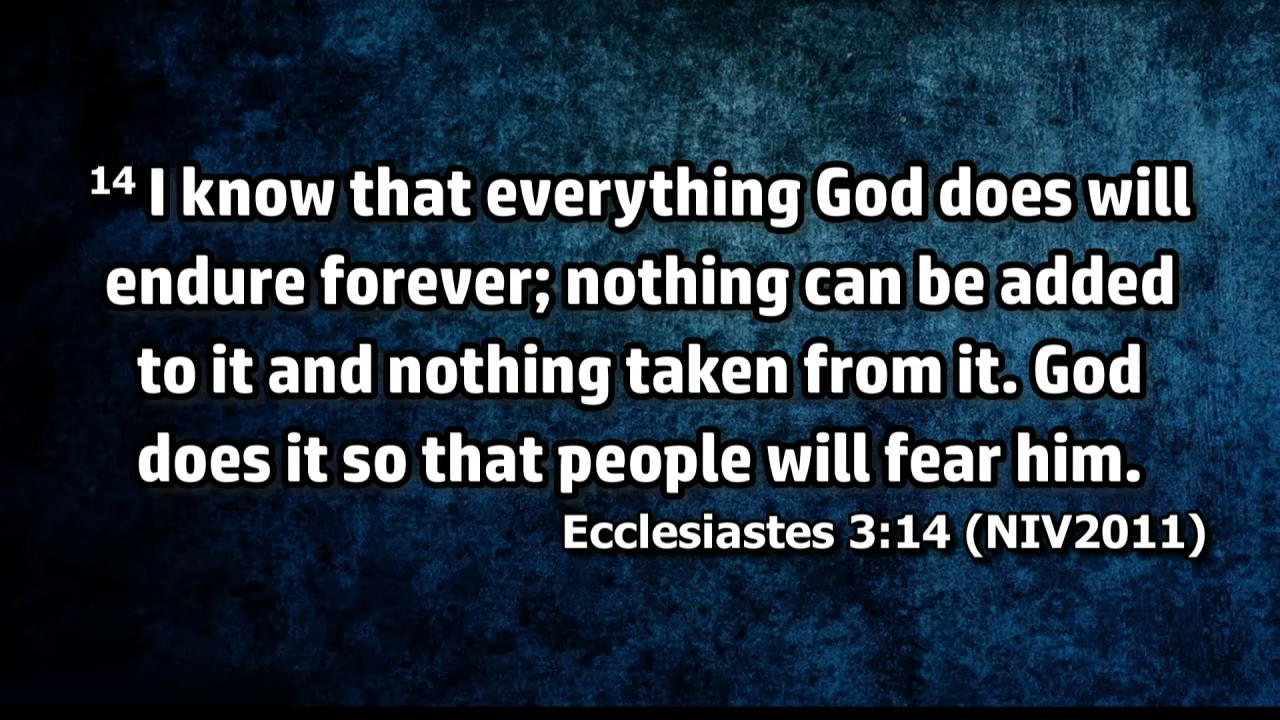 ¹⁴ I know that everything God does will
endure forever; nothing can be added
to it and nothing taken from it. God
does it so that people will fear him.
Ecclesiastes 3:14 (NIV2011)